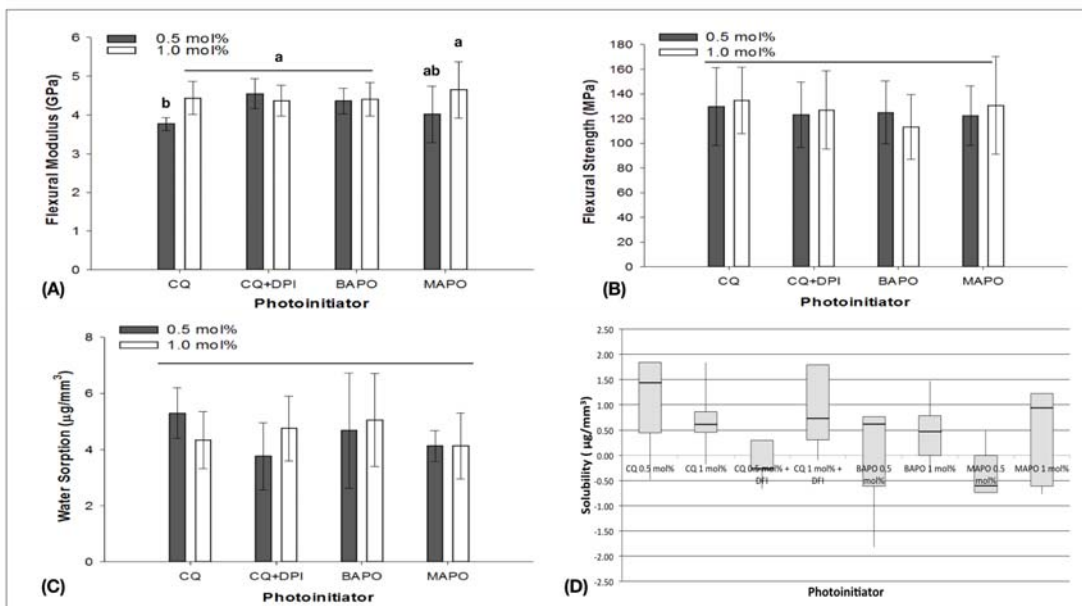 0.5 mol%
1.0 mol%
Flexural Modulus (GPa)
6
5
4
3
2
1
0
b
a
ab
a
CQ
CQ+DPI
BAPO
MAPO
Photoinitiator
(A)
0.5 mol%
1.0 mol%
Flexural Strength (MPa)
180
160
140
120
100
80
60
40
20
0
CQ
CQ+DPI
BAPO
MAPO
Photoinitiator
(B)
0.5 mol%
1.0 mol%
Water Sorption (µg/mm³)
8
6
4
2
0
CQ
CQ+DPI
BAPO
MAPO
Photoinitiator
(C)
Solubility ( µg/mm³)
2.50
2.00
1.50
1.00
0.50
0.00
-0.50
-1.00
-1.50
-2.00
-2.50
CQ 0.5 mol%
CQ 1 mol%
CQ 0.5 mol% +
DFI
CQ 1 mol% +
DFI
BAPO 0.5
mol%
BAPO 1 mol%
MAPO 0.5
mol%
MAPO 1 mol%
Photoinitiator
(D)